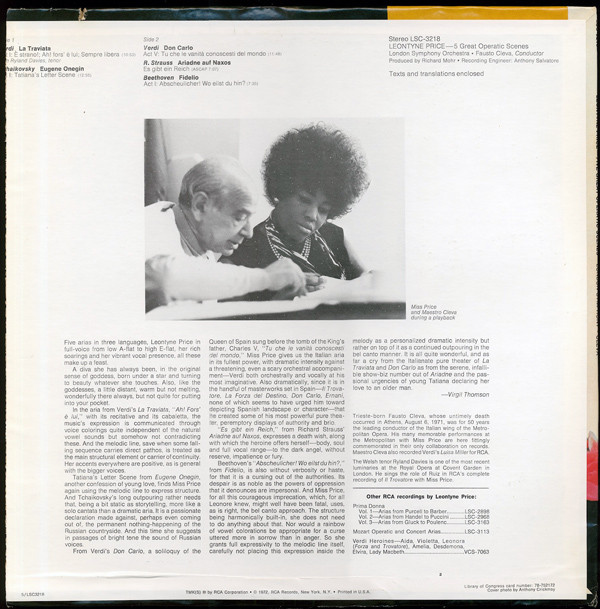 Side 2
rdi La Traviata
I: È strano!; Ah! fors' è lui, Sempre libera
th Ryland Davies, tenor
haikovsky Eugene Onegin
I: Tatiana's Letter Scene
Verdi Don Carlo
Act V: Tu che le vanità conoscesti del mondo
R. Strauss Ariadne auf Naxos
Es gibt ein Reich
Beethoven Fidelio
Act I: Abscheulicher! Wo eilst du hin?
Stereo LSC-3218
LEONTYNE PRICE—5 Great Operatic Scenes
London Symphony Orchestra • Fausto Cleva, Conductor
Produced by Richard Mohr • Recording Engineer: Anthony Salvatore
Texts and translations enclosed
Miss Price
and Maestro Cleva
during a playback
Five arias in three languages, Leontyne Price in
full-voice from low A-flat to high E-flat, her rich
soarings and her vibrant vocal presence, all these
make up a feast.
A diva she has always been, in the original
sense of goddess, born under a star and turning
to beauty whatever she touches. Also, like the
goddesses, a little distant, warm but not melting,
wonderfully there always, but not quite for putting
into your pocket.
In the aria from Verdi's La Traviata, "Ah! Fors'
è lui," with its recitative and its cabaletta, the
music's expression is communicated through
voice colorings quite independent of the natural
vowel sounds but somehow not contradicting
these. And the melodic line, save when some fall-
ing sequence carries direct pathos, is treated as
the main structural element or carrier of continuity.
Her accents everywhere are positive, as is general
with the bigger voices.
Tatiana's Letter Scene from Eugene Onegin,
another confession of young love, finds Miss Price
again using the melodic line to express structure.
And Tchaikovsky's long outpouring rather needs
that, being a bit static as storytelling, more like a
solo cantata than a dramatic aria. It is a passionate
declaration made against, perhaps even coming
out of, the permanent nothing-happening of the
Russian countryside. And this time she suggests
in passages of bright tene the sound of Russian
voices.
From Verdi's Don Carlo, a soliloquy of the
Queen of Spain sung before the tomb of the King's
father, Charles V, "Tu che le vanità conoscesti
del mondo." Miss Price gives us the Italian aria
in its fullest power, with dramatic intensity against
a threatening, even a scary orchestral accompani-
ment—Verdi both orchestrally and vocally at his
most imaginative. Also dramatically, since it is in
the handful of masterworks set in Spain—Il Trova-
tore, La Forza del Destino, Don Carlo, Ernani,
none of which seems to have urged him toward
depicting Spanish landscape or character—that
he created some of his most powerful pure thea-
ter, peremptory displays of authority and brio.
"Es gibt ein Reich," from Richard Strauss'
Ariadne auf Naxos, expresses a death wish, along
with which the heroine offers herself—body, soul
and full vocal range—to the dark angel, without
reserve, impatience or fury.
Beethoven's "Abscheulicher! Wo eilst du hin?",
from Fidelio, is also without verbosity or haste,
for that it is a cursing out of the authorities. Its
despair is as noble as the powers of oppression
that it denounces are impersonal. And Miss Price,
for all this courageous imprecation, which, for all
Leonore knew, might well have been fatal, uses,
as is right, the bel canto approach. The structure
being harmonically built-in, she does not need
to do anything about that. Nor would a rainbow
of vowel colorations be appropriate for a curse
uttered more in sorrow than in anger. So she
grants full expressivity to the melodic line itself,
carefully not placing this expression inside the
melody as a personalized dramatic intensity but
rather on top of it as a continued outpouring in the
bel canto manner. It is all quite wonderful, and as
far a cry from the Italianate pure theater of La
Traviata and Don Carlo as from the serene, infalli-
ble show-biz number out of Ariadne and the pas-
sional urgencies of young Tatiana declaring her
love to an older man.
—Virgil Thomson
Trieste-born Fausto Cleva, whose untimely death
occurred in Athens, August 6, 1971, was for 50 years
the leading conductor of the Italian wing of the Metro-
politan Opera. His many memorable performances at
the Metropolitan with Miss Price are here fittingly
commemorated in their only collaboration on records.
Maestro Cleva also recorded Verdi's Luisa Miller for RCA.
The Welsh tenor Ryland Davies is one of the most recent
luminaries at the Royal Opera at Covent Garden in
London. He sings the role of Ruiz in RCA's complete
recording of Il Trovatore with Miss Price.
Other RCA recordings by Leontyne Price:
Prima Donna
Vol. 1—Arias from Purcell to Barber LSC-2898
Vol. 2—Arias from Handel to Puccini LSC-2968
Vol. 3—Arias from Gluck to Poulenc LSC-3163
Mozart Operatic and Concert Arias LSC-3113
Verdi Heroines—Aida, Violetta, Leonora
(Forza and Trovatore), Amelia, Desdemona,
Elvira, Lady Macbeth VCS-7063
TMK(S) ® by RCA Corporation • © 1972, RCA Records, New York, N.Y. • Printed in U.S.A.
Library of Congress card number: 75-752172
Cover photo by Anthony Crickmay